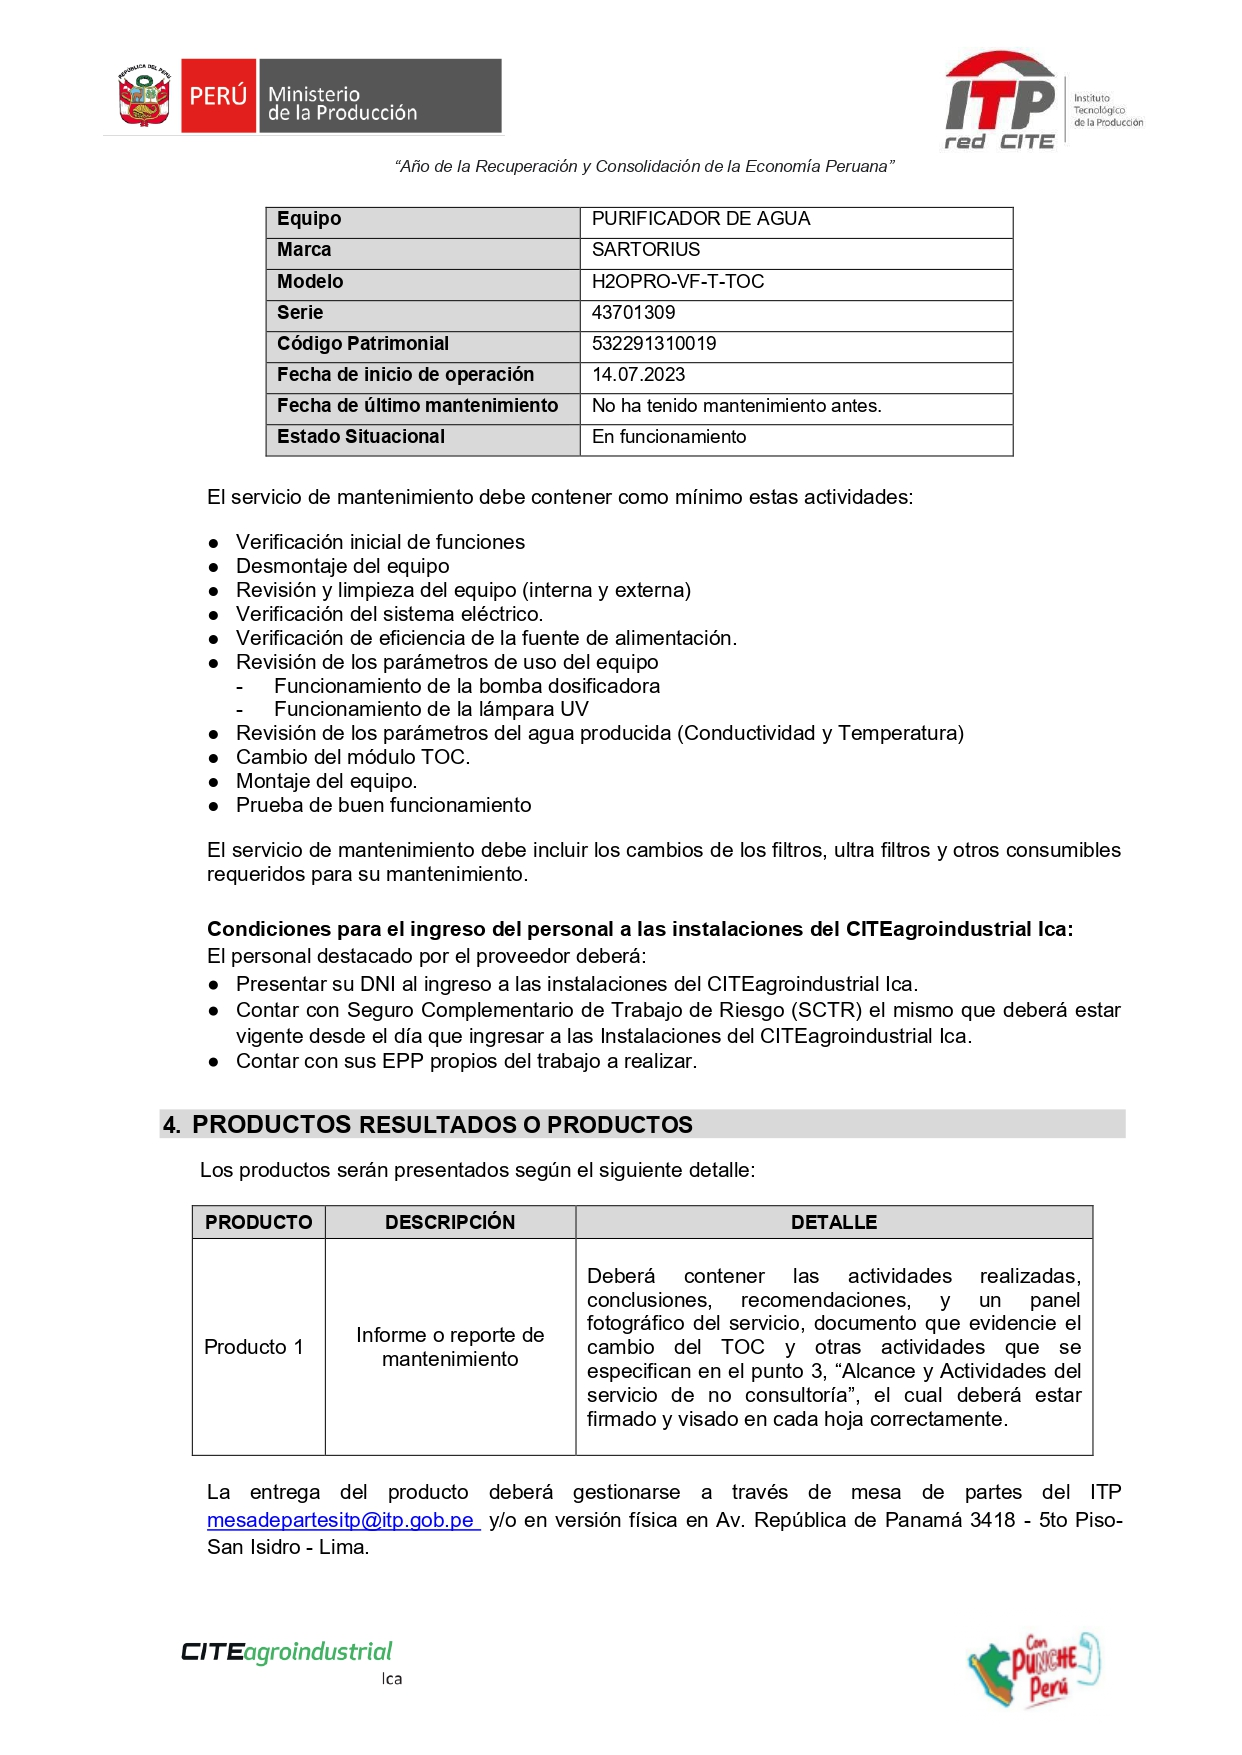 REPÚBLICA DEL PERÚ
PERÚ
Ministerio
de la Producción
ITP
red CITE
Instituto
Tecnológico
de la Producción
“Año de la Recuperación y Consolidación de la Economía Peruana”
Equipo PURIFICADOR DE AGUA
Marca SARTORIUS
Modelo H2OPRO-VF-T-TOC
Serie 43701309
Código Patrimonial 532291310019
Fecha de inicio de operación 14.07.2023
Fecha de último mantenimiento No ha tenido mantenimiento antes.
Estado Situacional En funcionamiento
El servicio de mantenimiento debe contener como mínimo estas actividades:
● Verificación inicial de funciones
● Desmontaje del equipo
● Revisión y limpieza del equipo (interna y externa)
● Verificación del sistema eléctrico.
● Verificación de eficiencia de la fuente de alimentación.
● Revisión de los parámetros de uso del equipo
- Funcionamiento de la bomba dosificadora
- Funcionamiento de la lámpara UV
● Revisión de los parámetros del agua producida (Conductividad y Temperatura)
● Cambio del módulo TOC.
● Montaje del equipo.
● Prueba de buen funcionamiento
El servicio de mantenimiento debe incluir los cambios de los filtros, ultra filtros y otros consumibles
requeridos para su mantenimiento.
Condiciones para el ingreso del personal a las instalaciones del CITEagroindustrial Ica:
El personal destacado por el proveedor deberá:
● Presentar su DNI al ingreso a las instalaciones del CITEagroindustrial Ica.
● Contar con Seguro Complementario de Trabajo de Riesgo (SCTR) el mismo que deberá estar
vigente desde el día que ingresar a las Instalaciones del CITEagroindustrial Ica.
● Contar con sus EPP propios del trabajo a realizar.
4. PRODUCTOS RESULTADOS O PRODUCTOS
Los productos serán presentados según el siguiente detalle:
PRODUCTO DESCRIPCIÓN DETALLE
Producto 1
Informe o reporte de
mantenimiento
Deberá contener las actividades realizadas,
conclusiones, recomendaciones, y un panel
fotográfico del servicio, documento que evidencie el
cambio del TOC y otras actividades que se
especifican en el punto 3, “Alcance y Actividades del
servicio de no consultoría”, el cual deberá estar
firmado y visado en cada hoja correctamente.
La entrega del producto deberá gestionarse a través de mesa de partes del ITP
mesadepartesitp@itp.gob.pe y/o en versión física en Av. República de Panamá 3418 - 5to Piso-
San Isidro - Lima.
CITEagroindustrial
Ica
Con
PUNCHE
Perú